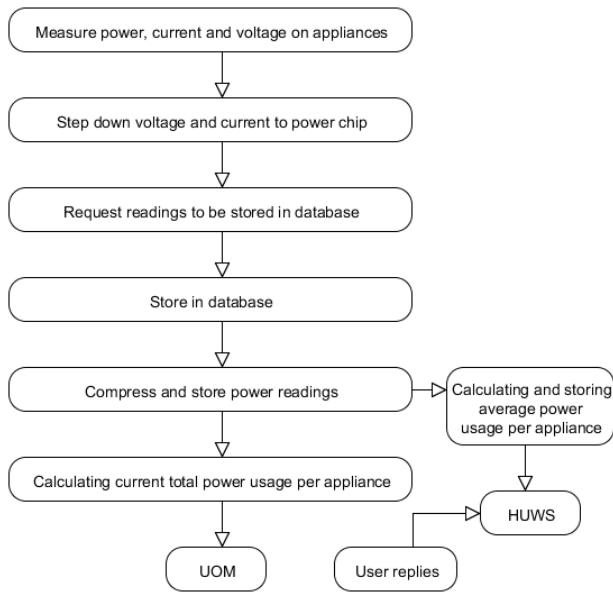 Measure power, current and voltage on appliances
Step down voltage and current to power chip
Request readings to be stored in database
Store in database
Compress and store power readings
Calculating and storing
average power
usage per appliance
Calculating current total power usage per appliance
HUWS
UOM
User replies